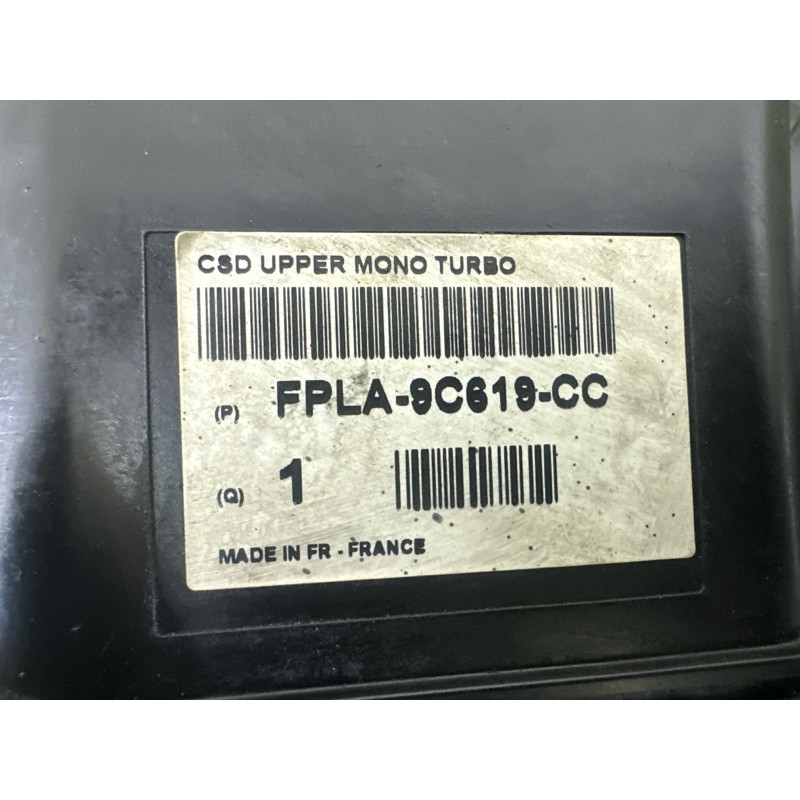 CSD UPPER MONO TURBO
(P) FPLA-9C619-CC
(Q) 1
MADE IN FR - FRANCE